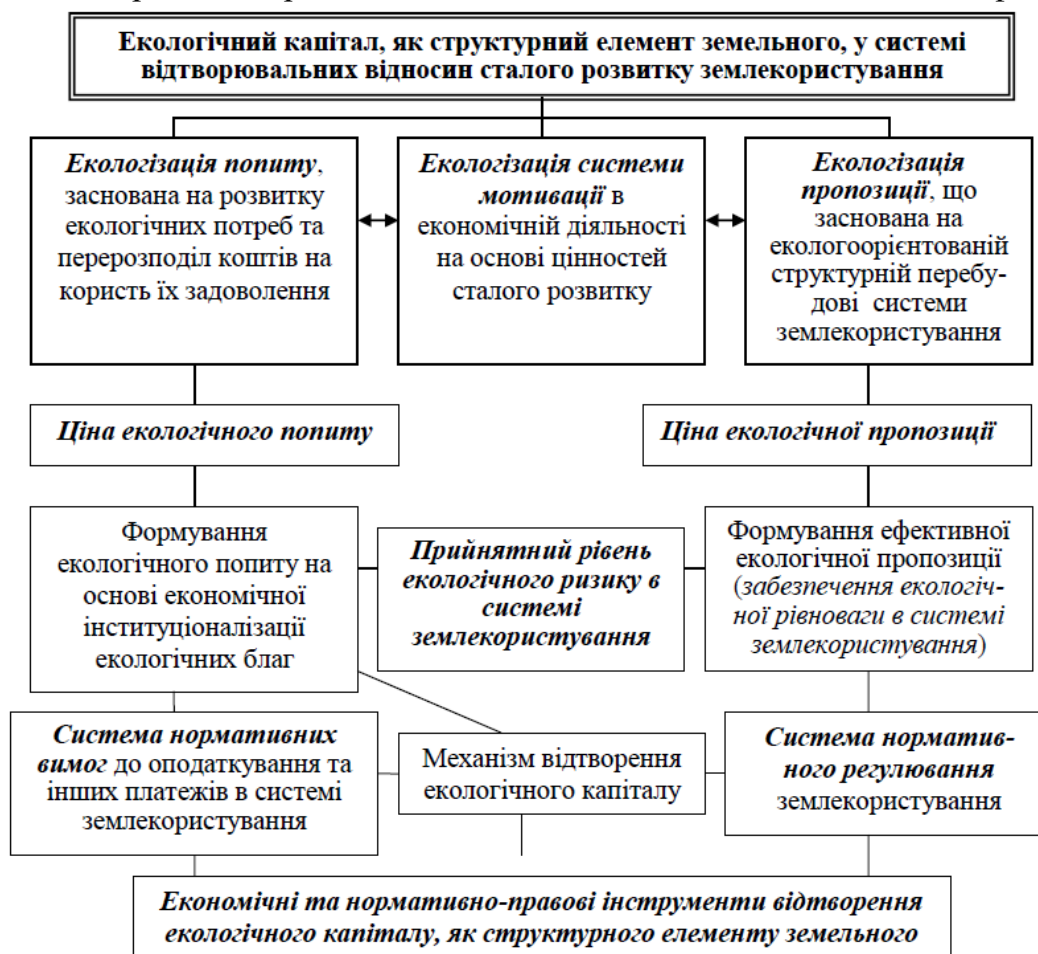 Екологічний капітал, як структурний елемент земельного, у системі
відтворювальних відносин сталого розвитку землекористування
Екологізація попиту,
заснована на розвитку
екологічних потреб та
перерозподіл коштів на
користь їх задоволення
Екологізація системи
мотивації в
економічній діяльності
на основі цінностей
сталого розвитку
Екологізація
пропозиції, що
заснована на
екологоорієнтованій
структурній перебу-
дові системи
землекористування
Ціна екологічного попиту
Ціна екологічної пропозиції
Формування
екологічного попиту на
основі економічної
інституціоналізації
екологічних благ
Прийнятний рівень
екологічного ризику в
системі
землекористування
Формування ефективної
екологічної пропозиції
(забезпечення екологіч-
ної рівноваги в системі
землекористування)
Система нормативних
вимог до оподаткування та
інших платежів в системі
землекористування
Механізм відтворення
екологічного капіталу
Система норматив-
ного регулювання
землекористування
Економічні та нормативно-правові інструменти відтворення
екологічного капіталу, як структурного елементу земельного